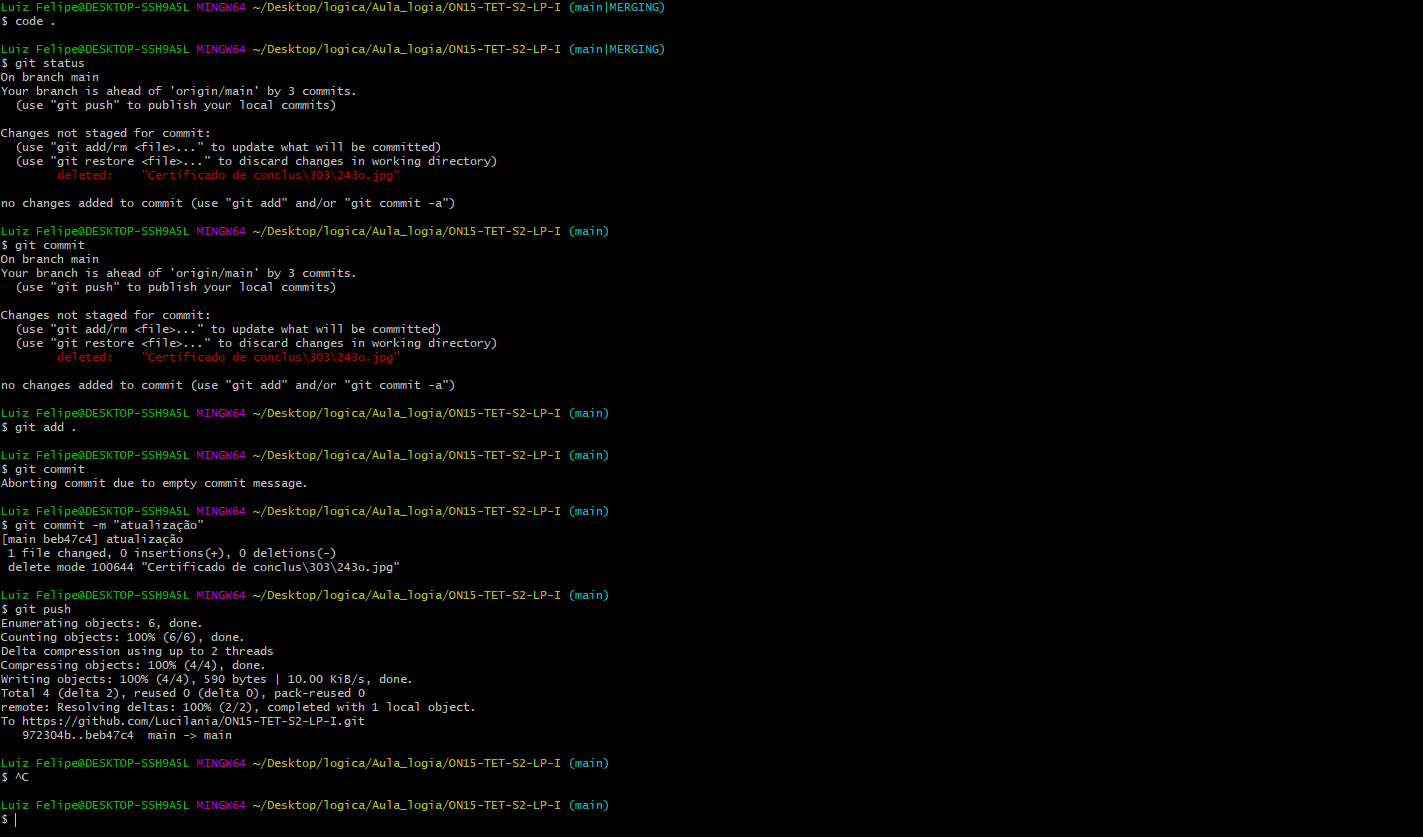 Luiz Felipe@DESKTOP-SSH9A5L MINGW64 ~/Desktop/logica/Aula_logia/ON15-TET-S2-LP-I (main|MERGING)
$ code .
Luiz Felipe@DESKTOP-SSH9A5L MINGW64 ~/Desktop/logica/Aula_logia/ON15-TET-S2-LP-I (main|MERGING)
$ git status
On branch main
Your branch is ahead of 'origin/main' by 3 commits.
  (use "git push" to publish your local commits)
Changes not staged for commit:
  (use "git add/rm <file>..." to update what will be committed)
  (use "git restore <file>..." to discard changes in working directory)
        deleted:    "Certificado de conclus\303\243o.jpg"
no changes added to commit (use "git add" and/or "git commit -a")
Luiz Felipe@DESKTOP-SSH9A5L MINGW64 ~/Desktop/logica/Aula_logia/ON15-TET-S2-LP-I (main)
$ git commit
On branch main
Your branch is ahead of 'origin/main' by 3 commits.
  (use "git push" to publish your local commits)
Changes not staged for commit:
  (use "git add/rm <file>..." to update what will be committed)
  (use "git restore <file>..." to discard changes in working directory)
        deleted:    "Certificado de conclus\303\243o.jpg"
no changes added to commit (use "git add" and/or "git commit -a")
Luiz Felipe@DESKTOP-SSH9A5L MINGW64 ~/Desktop/logica/Aula_logia/ON15-TET-S2-LP-I (main)
$ git add .
Luiz Felipe@DESKTOP-SSH9A5L MINGW64 ~/Desktop/logica/Aula_logia/ON15-TET-S2-LP-I (main)
$ git commit
Aborting commit due to empty commit message.
Luiz Felipe@DESKTOP-SSH9A5L MINGW64 ~/Desktop/logica/Aula_logia/ON15-TET-S2-LP-I (main)
$ git commit -m "atualização"
[main beb47c4] atualização
 1 file changed, 0 insertions(+), 0 deletions(-)
 delete mode 100644 "Certificado de conclus\303\243o.jpg"
Luiz Felipe@DESKTOP-SSH9A5L MINGW64 ~/Desktop/logica/Aula_logia/ON15-TET-S2-LP-I (main)
$ git push
Enumerating objects: 6, done.
Counting objects: 100% (6/6), done.
Delta compression using up to 2 threads
Compressing objects: 100% (4/4), done.
Writing objects: 100% (4/4), 590 bytes | 10.00 KiB/s, done.
Total 4 (delta 2), reused 0 (delta 0), pack-reused 0
remote: Resolving deltas: 100% (2/2), completed with 1 local object.
To https://github.com/Lucilania/ON15-TET-S2-LP-I.git
   972304b..beb47c4  main -> main
Luiz Felipe@DESKTOP-SSH9A5L MINGW64 ~/Desktop/logica/Aula_logia/ON15-TET-S2-LP-I (main)
$ ^C
Luiz Felipe@DESKTOP-SSH9A5L MINGW64 ~/Desktop/logica/Aula_logia/ON15-TET-S2-LP-I (main)
$